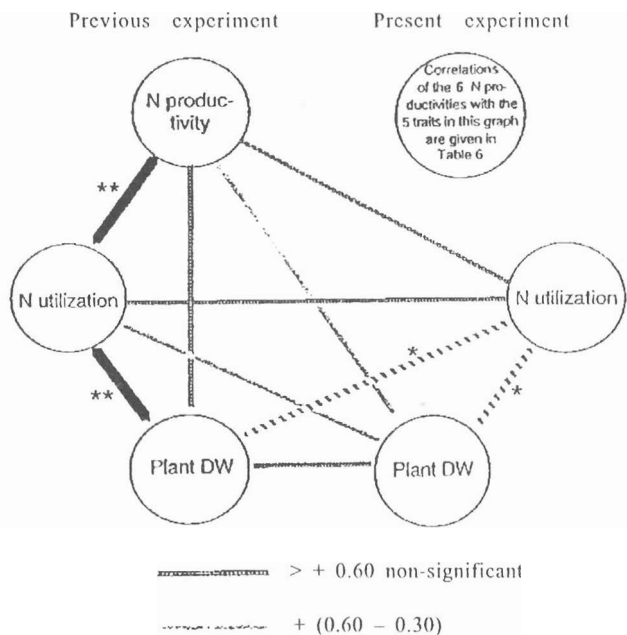 Previous experiment
Present experiment
N produc-
tivity
Correlations
of the 6 N pro-
ductivities with the
5 traits in this graph
are given in
Table 6
**
N utilization
N utilization
*
**
*
Plant DW
Plant DW
> + 0.60 non-significant
+ (0.60 – 0.30)